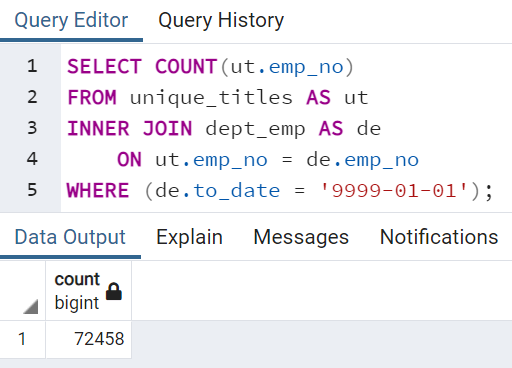 Query Editor Query History
1 SELECT COUNT(ut.emp_no)
2 FROM unique_titles AS ut
3 INNER JOIN dept_emp AS de
4     ON ut.emp_no = de.emp_no
5 WHERE (de.to_date = '9999-01-01');
Data Output Explain Messages Notifications
count
bigint
1 72458